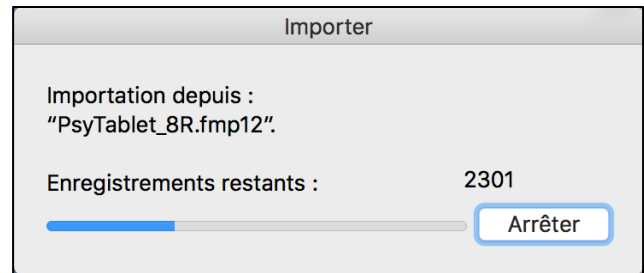 Importer
Importation depuis :
“PsyTablet_8R.fmp12”.
Enregistrements restants : 2301
Arrêter